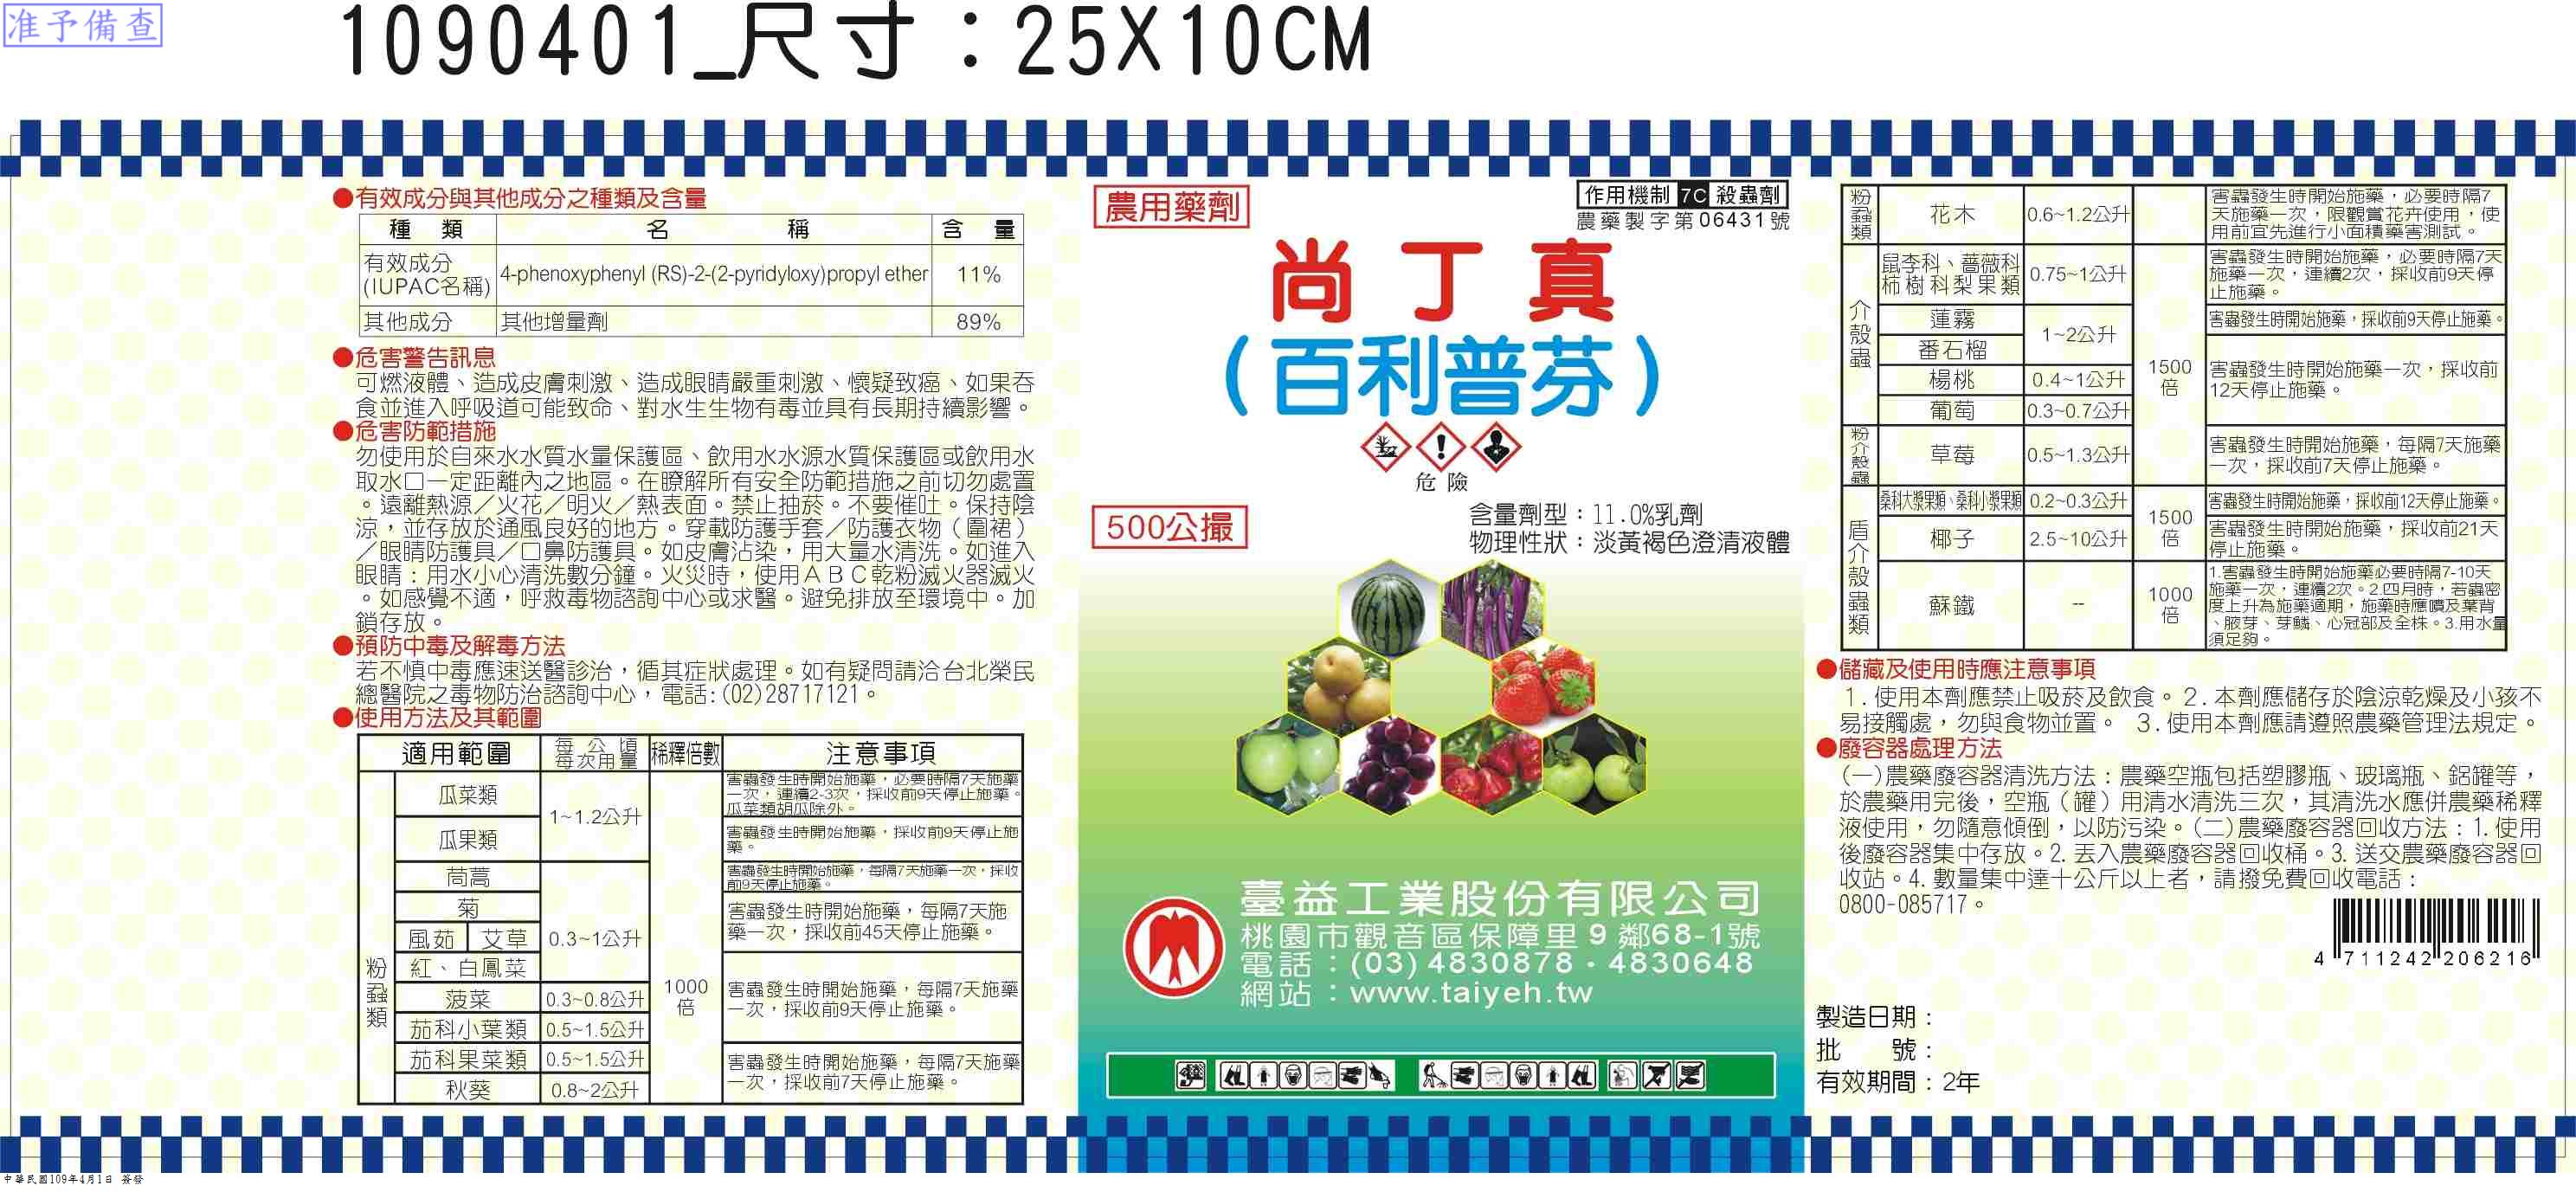 准予備查
1090401_尺寸：25X10CM
●有效成分與其他成分之種類及含量
種 類 名 稱 含 量
有效成分
(IUPAC名稱) 4-phenoxyphenyl (RS)-2-(2-pyridyloxy)propyl ether 11%
其他成分 其他增量劑 89%
●危害警告訊息
可燃液體、造成皮膚刺激、造成眼睛嚴重刺激、懷疑致癌、如果吞
食並進入呼吸道可能致命、對水生生物有毒並具有長期持續影響。
●危害防範措施
勿使用於自來水水質水量保護區、飲用水水源水質保護區或飲用水
取水口一定距離內之地區。在瞭解所有安全防範措施之前切勿處置
。遠離熱源／火花／明火／熱表面。禁止抽菸。不要催吐。保持陰
涼，並存放於通風良好的地方。穿載防護手套／防護衣物（圍裙）
／眼睛防護具／口鼻防護具。如皮膚沾染，用大量水清洗。如進入
眼睛：用水小心清洗數分鐘。火災時，使用ＡＢＣ乾粉滅火器滅火
。如感覺不適，呼救毒物諮詢中心或求醫。避免排放至環境中。加
鎖存放。
●預防中毒及解毒方法
若不慎中毒應速送醫診治，循其症狀處理。如有疑問請洽台北榮民
總醫院之毒物防治諮詢中心，電話:(02)28717121。
●使用方法及其範圍
適用範圍 每公頃每次用量 稀釋倍數 注意事項
粉蝨類
1000倍
瓜菜類 1~1.2公升 害蟲發生時開始施藥，必要時隔7天施藥
一次，連續2-3次，採收前9天停止施藥。
瓜菜類胡瓜除外。
瓜果類 害蟲發生時開始施藥，採收前9天停止施
藥。
茼蒿 0.3~1公升 害蟲發生時開始施藥，每隔7天施藥一次，採收
前9天停止施藥。
菊 害蟲發生時開始施藥，每隔7天施
風茹 艾草 藥一次，採收前45天停止施藥。
紅、白鳳菜
菠菜 0.3~0.8公升 害蟲發生時開始施藥，每隔7天施藥
一次，採收前9天停止施藥。
茄科小葉類 0.5~1.5公升
茄科果菜類 0.5~1.5公升 害蟲發生時開始施藥，每隔7天施藥
一次，採收前7天停止施藥。
秋葵 0.8~2公升
農用藥劑
作用機制 7C 殺蟲劑
農藥製字第06431號
尚丁真
（百利普芬）
危險
500公撮
含量劑型：11.0%乳劑
物理性狀：淡黃褐色澄清液體
臺益工業股份有限公司
桃園市觀音區保障里9鄰68-1號
電話：(03)4830878・4830648
網站：www.taiyeh.tw
粉蝨類 花木 0.6~1.2公升 害蟲發生時開始施藥，必要時隔7
天施藥一次，限觀賞花卉使用，使
用前宜先進行小面積藥害測試。
1500倍
介殼蟲
鼠李科、薔薇科
柿樹科梨果類 0.75~1公升 害蟲發生時開始施藥，必要時隔7天
施藥一次，連續2次，採收前9天停
止施藥。
蓮霧 1~2公升 害蟲發生時開始施藥，採收前9天停止施藥。
番石榴 害蟲發生時開始施藥一次，採收前
12天停止施藥。
楊桃 0.4~1公升
葡萄 0.3~0.7公升
粉介殼蟲 草莓 0.5~1.3公升 害蟲發生時開始施藥，每隔7天施藥
一次，採收前7天停止施藥。
盾介殼蟲類
桑科大漿果類、桑科小漿果類 0.2~0.3公升 1500倍 害蟲發生時開始施藥，採收前12天停止施藥。
椰子 2.5~10公升 害蟲發生時開始施藥，採收前21天
停止施藥。
蘇鐵 -- 1000倍 1.害蟲發生時開始施藥必要時隔7-10天
施藥一次，連續2次。2.四月時，若蟲密
度上升為施藥適期，施藥時應噴及葉背
、腋芽、芽鱗、心冠部及全株。3.用水量
須足夠。
●儲藏及使用時應注意事項
1.使用本劑應禁止吸菸及飲食。2.本劑應儲存於陰涼乾燥及小孩不
易接觸處，勿與食物並置。 3.使用本劑應請遵照農藥管理法規定。
●廢容器處理方法
(一)農藥廢容器清洗方法：農藥空瓶包括塑膠瓶、玻璃瓶、鋁罐等，
於農藥用完後，空瓶（罐）用清水清洗三次，其清洗水應併農藥稀釋
液使用，勿隨意傾倒，以防污染。(二)農藥廢容器回收方法：1.使用
後廢容器集中存放。2.丟入農藥廢容器回收桶。3.送交農藥廢容器回
收站。4.數量集中達十公斤以上者，請撥免費回收電話：
0800-085717。
4 711242 206216
製造日期：
批 號：
有效期間：2年
中華民國109年4月1日 簽發